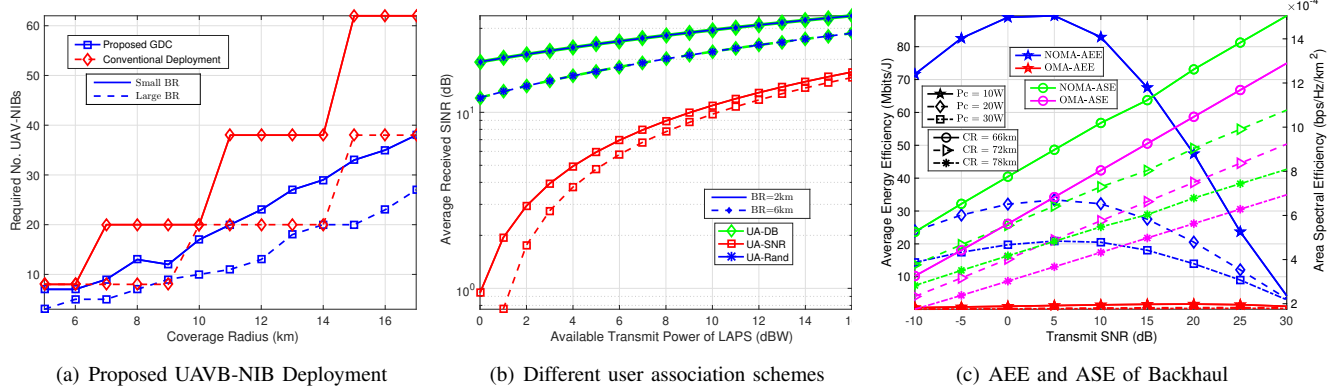 Required No. UAV-NIBs
60
50
40
30
20
10
6
8
10
12
14
16
Coverage Radius (km)
Proposed GDC
Conventional Deployment
Small BR
Large BR
(a) Proposed UAVB-NIB Deployment
Average Received SINR (dB)
10^1
10^0
0
2
4
6
8
10
12
14
1
Available Transmit Power of LAPS (dBW)
BR=2km
BR=6km
UA-DB
UA-SNR
UA-Rand
(b) Different user association schemes
Average Energy Efficiency (Mbits/J)
80
70
60
50
40
30
20
10
0
-10
-5
0
5
10
15
20
25
30
Transmit SNR (dB)
×10^-4
14
12
10
8
6
4
2
Area Spectral Efficiency (bps/Hz/km^2)
NOMA-AEE
OMA-AEE
NOMA-ASE
OMA-ASE
Pc = 10W
Pc = 20W
Pc = 30W
CR = 66km
CR = 72km
CR = 78km
(c) AEE and ASE of Backhaul